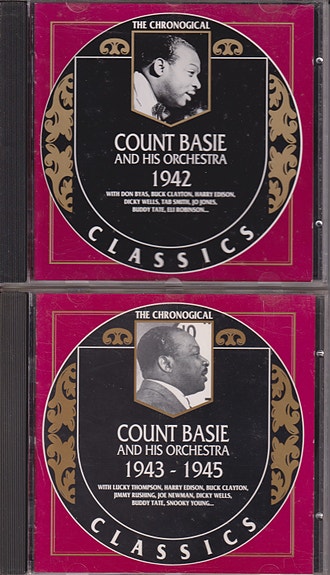 THE CHRONOGICAL
COUNT BASIE
AND HIS ORCHESTRA
1942
WITH DON BYAS, BUCK CLAYTON, HARRY EDISON,
DICKY WELLS, TAB SMITH, JO JONES,
BUDDY TATE, ELI ROBINSON...
CLASSICS
THE CHRONOGICAL
COUNT BASIE
AND HIS ORCHESTRA
1943 - 1945
WITH LUCKY THOMPSON, HARRY EDISON, BUCK CLAYTON,
JIMMY RUSHING, JOE NEWMAN, DICKY WELLS,
BUDDY TATE, SNOOKY YOUNG...
CLASSICS